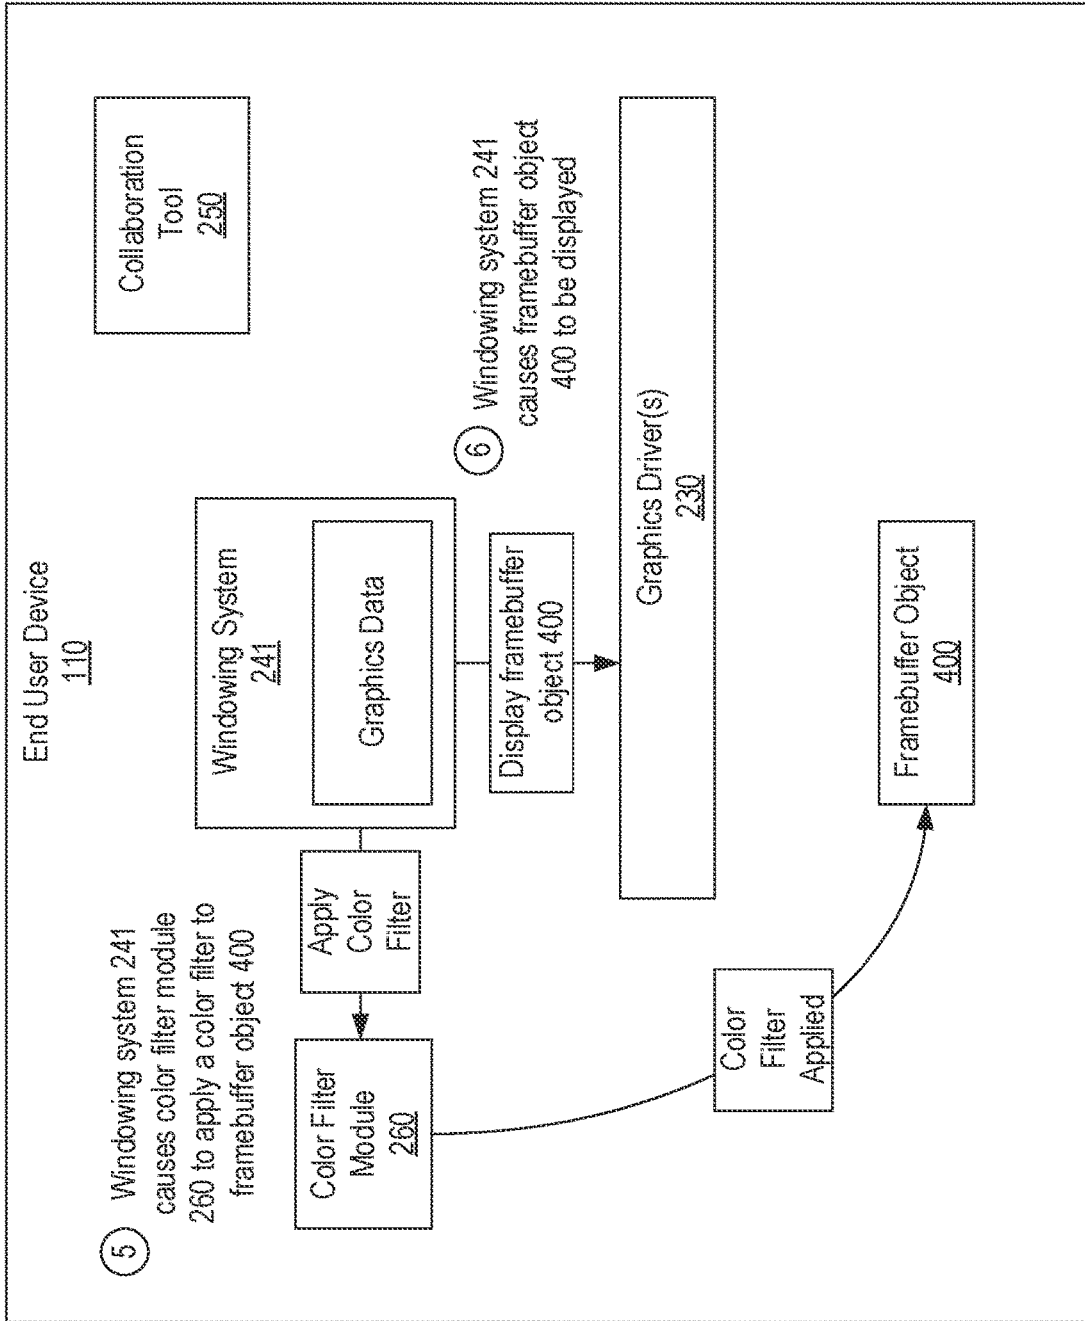 End User Device
110
5
Windowing system 241
causes color filter module
260 to apply a color filter to
framebuffer object 400
Windowing System
241
Graphics Data
Collaboration
Tool
250
Apply
Color
Filter
Color Filter
Module
260
6
Windowing system 241
causes framebuffer object
400 to be displayed
Display framebuffer
object 400
Graphics Driver(s)
230
Color
Filter
Applied
Framebuffer Object
400